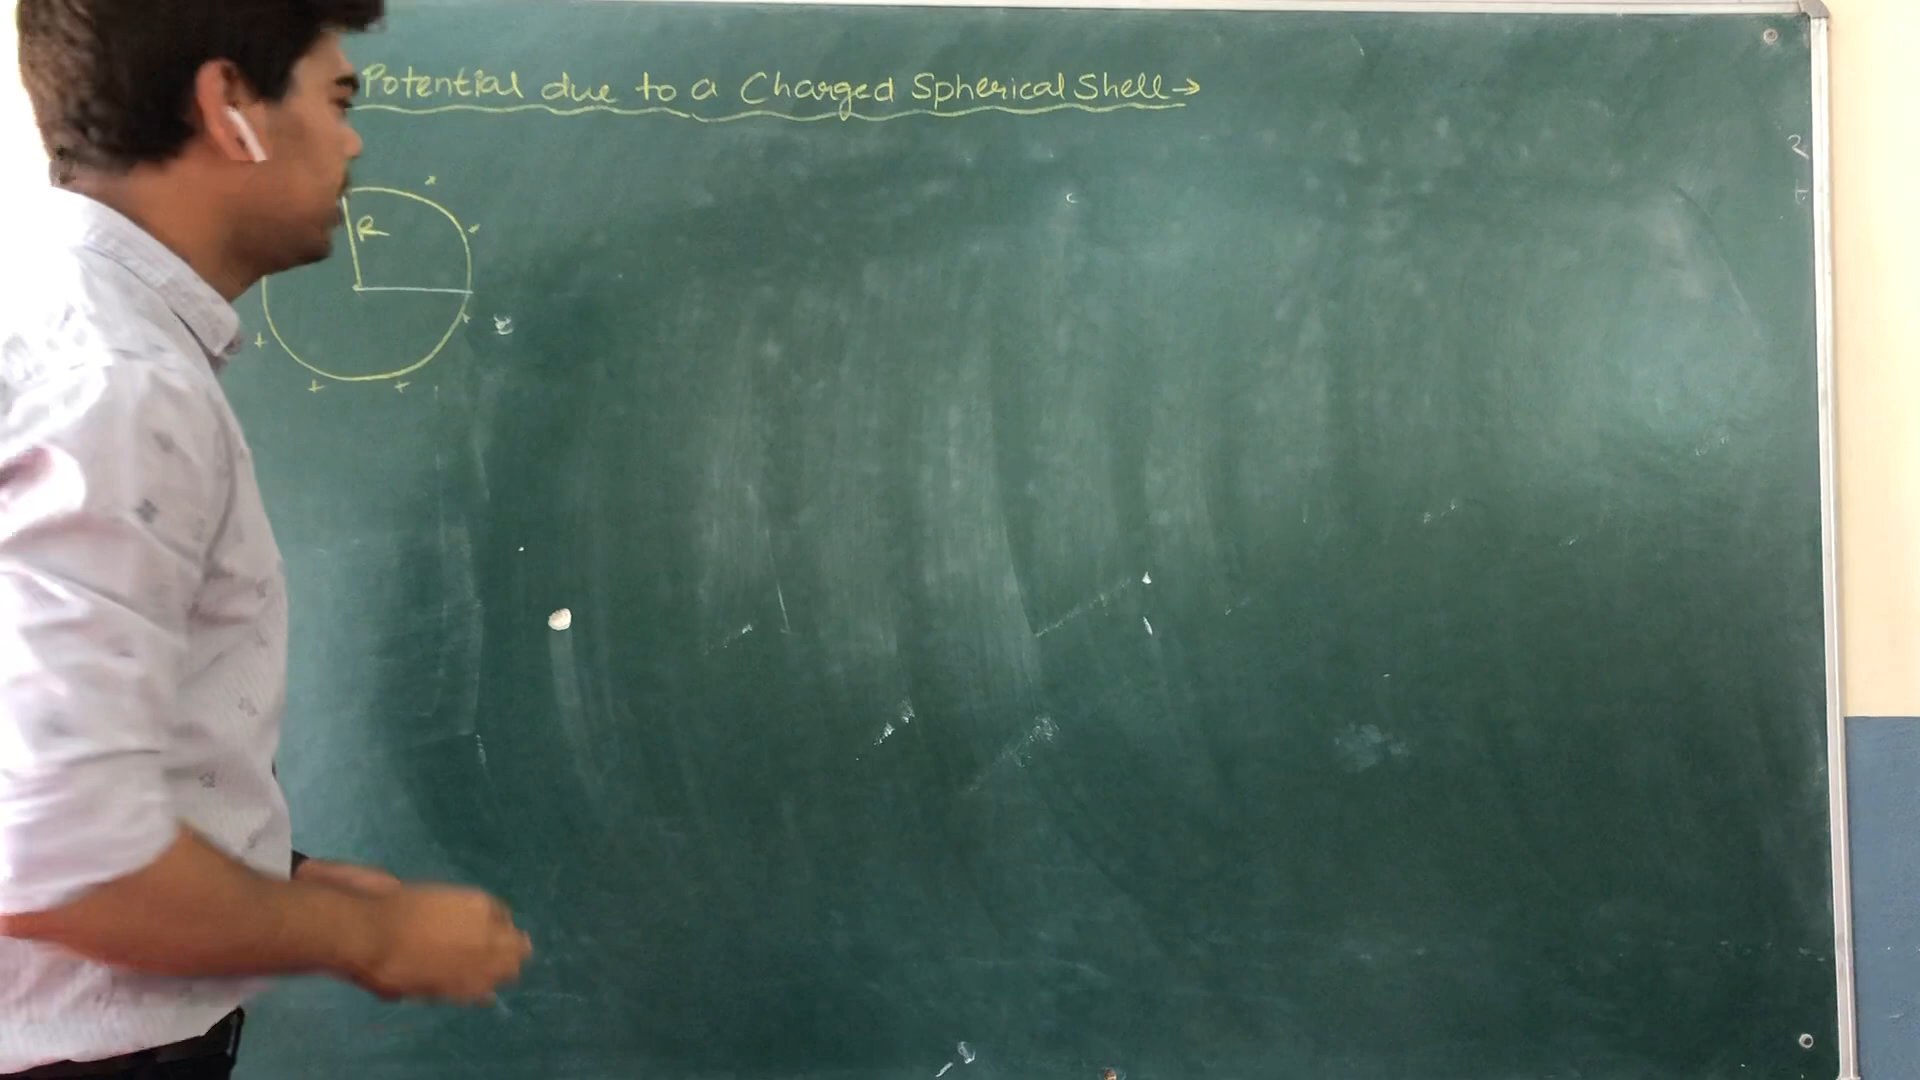 Potential due to a Charged Spherical Shell→
R